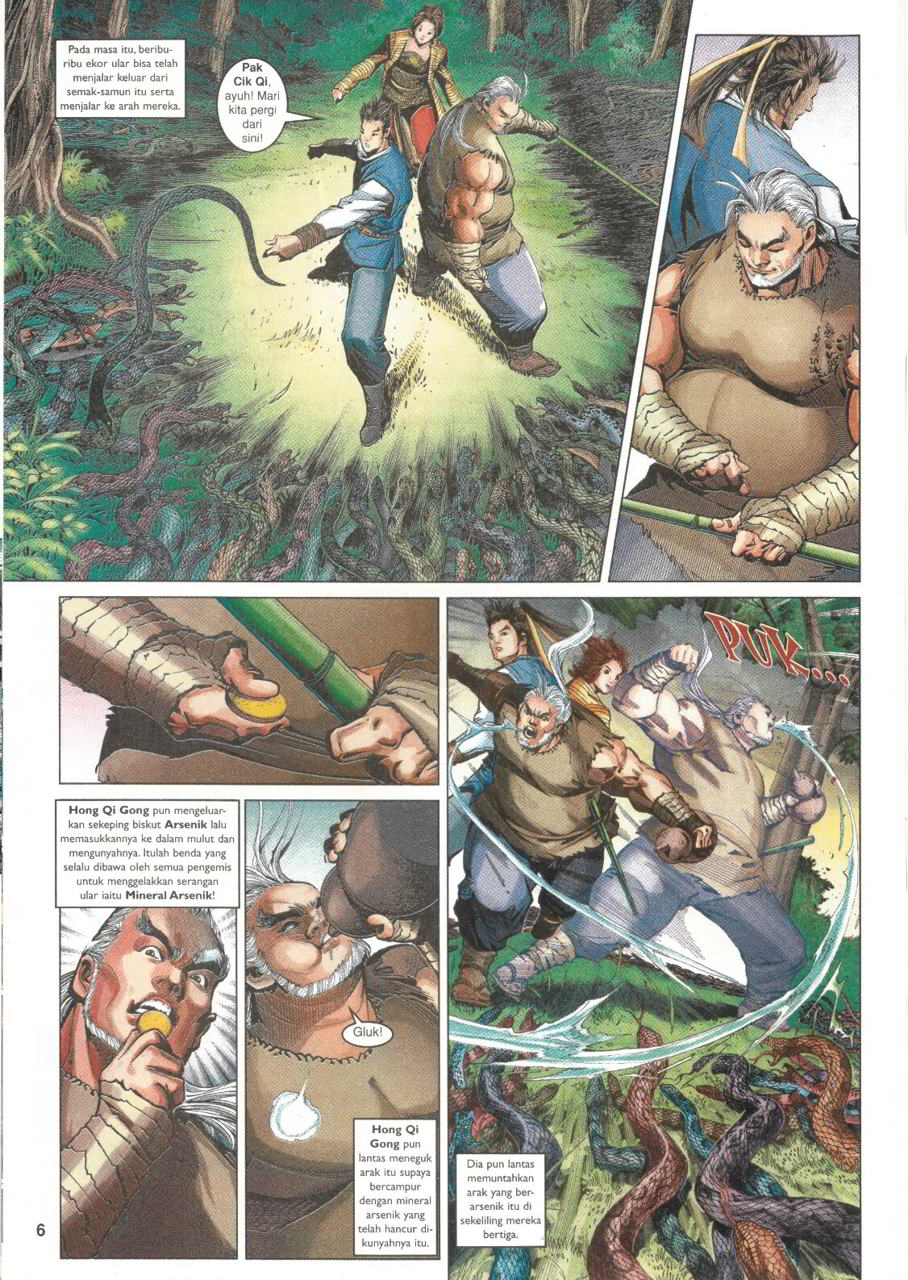 Pada masa itu, beribu-
ribu ekor ular bisa telah
menjalar keluar dari
semak-samun itu serta
menjalar ke arah mereka.
Pak
Cik Qi,
ayuh! Mari
kita pergi
dari
sini!
Hong Qi Gong pun mengeluar-
kan sekeping biskut Arsenik lalu
memasukkannya ke dalam mulut dan
mengunyahnya. Itulah benda yang
selalu dibawa oleh semua pengemis
untuk menggelakkan serangan
ular iaitu Mineral Arsenik!
Gluk!
Hong Qi
Gong pun
lantas meneguk
arak itu supaya
bercampur
dengan mineral
arsenik yang
telah hancur di-
kunyahnya itu.
PUK...
Dia pun lantas
memuntahkan
arak yang ber-
arsenik itu di
sekeliling mereka
bertiga.
6